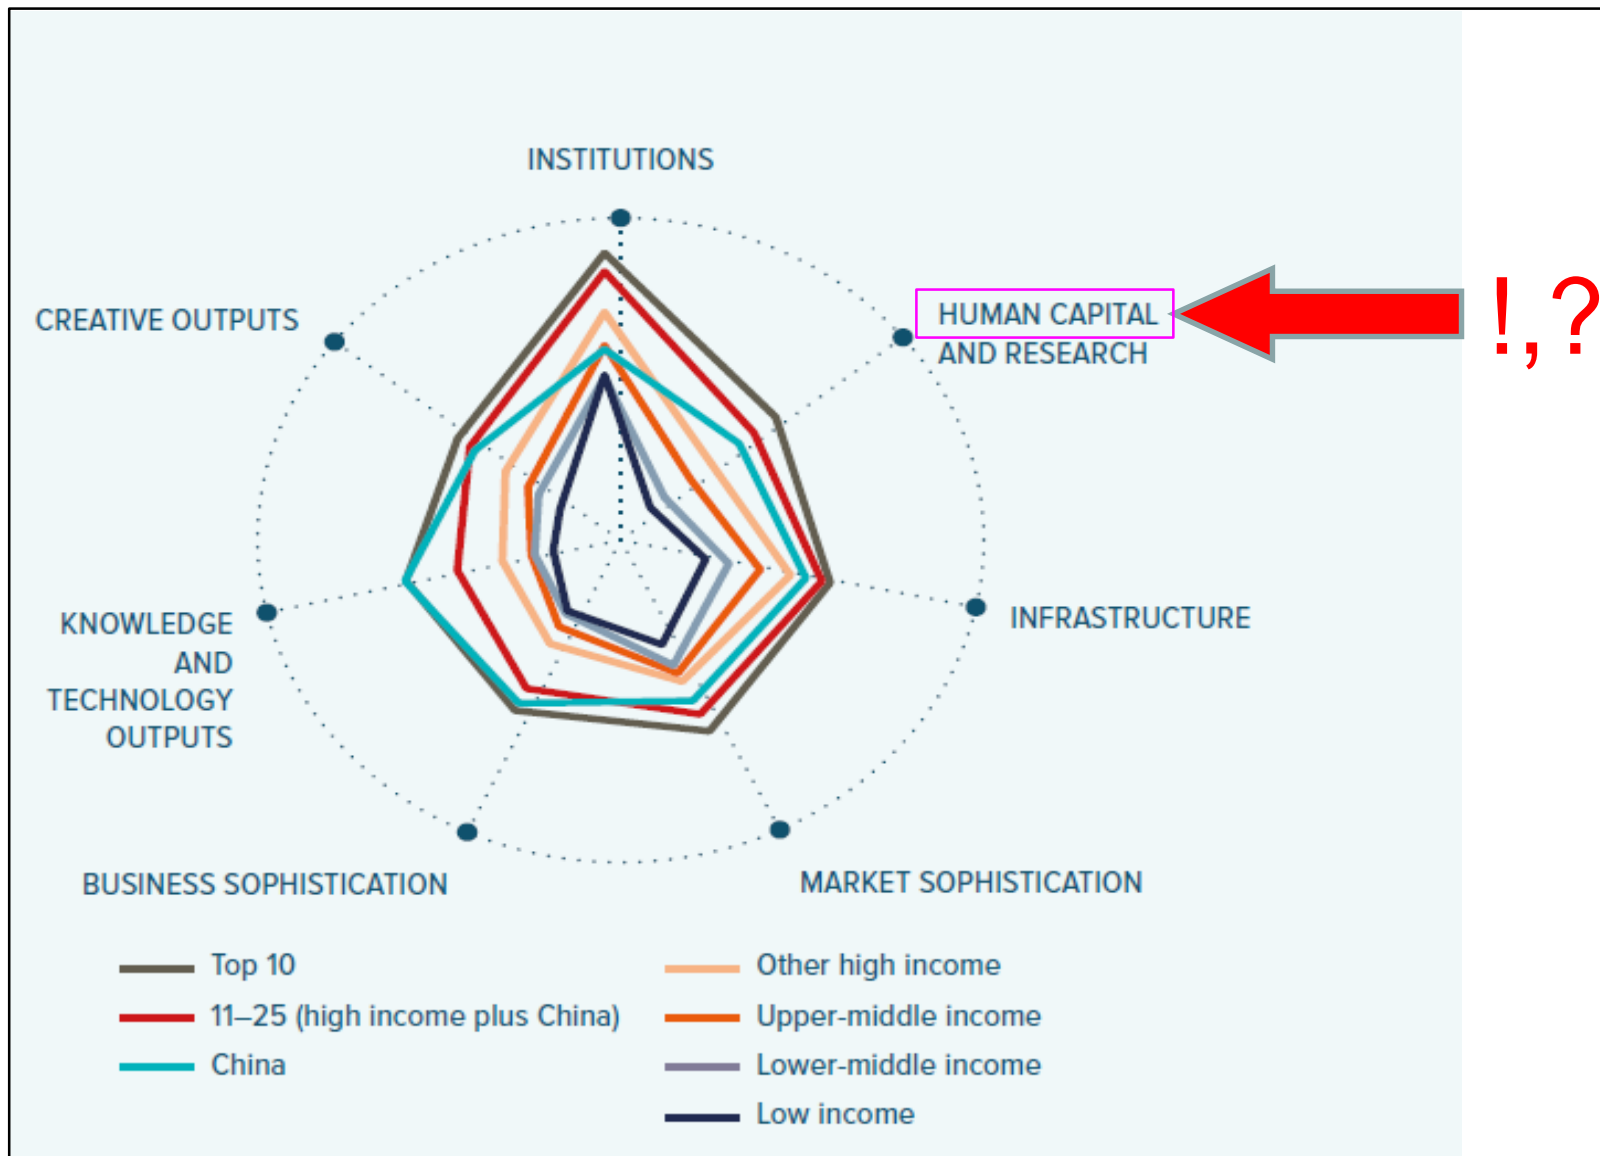 INSTITUTIONS
CREATIVE OUTPUTS
HUMAN CAPITAL
AND RESEARCH
!,?
INFRASTRUCTURE
KNOWLEDGE
AND
TECHNOLOGY
OUTPUTS
BUSINESS SOPHISTICATION
MARKET SOPHISTICATION
Top 10
11–25 (high income plus China)
China
Other high income
Upper-middle income
Lower-middle income
Low income